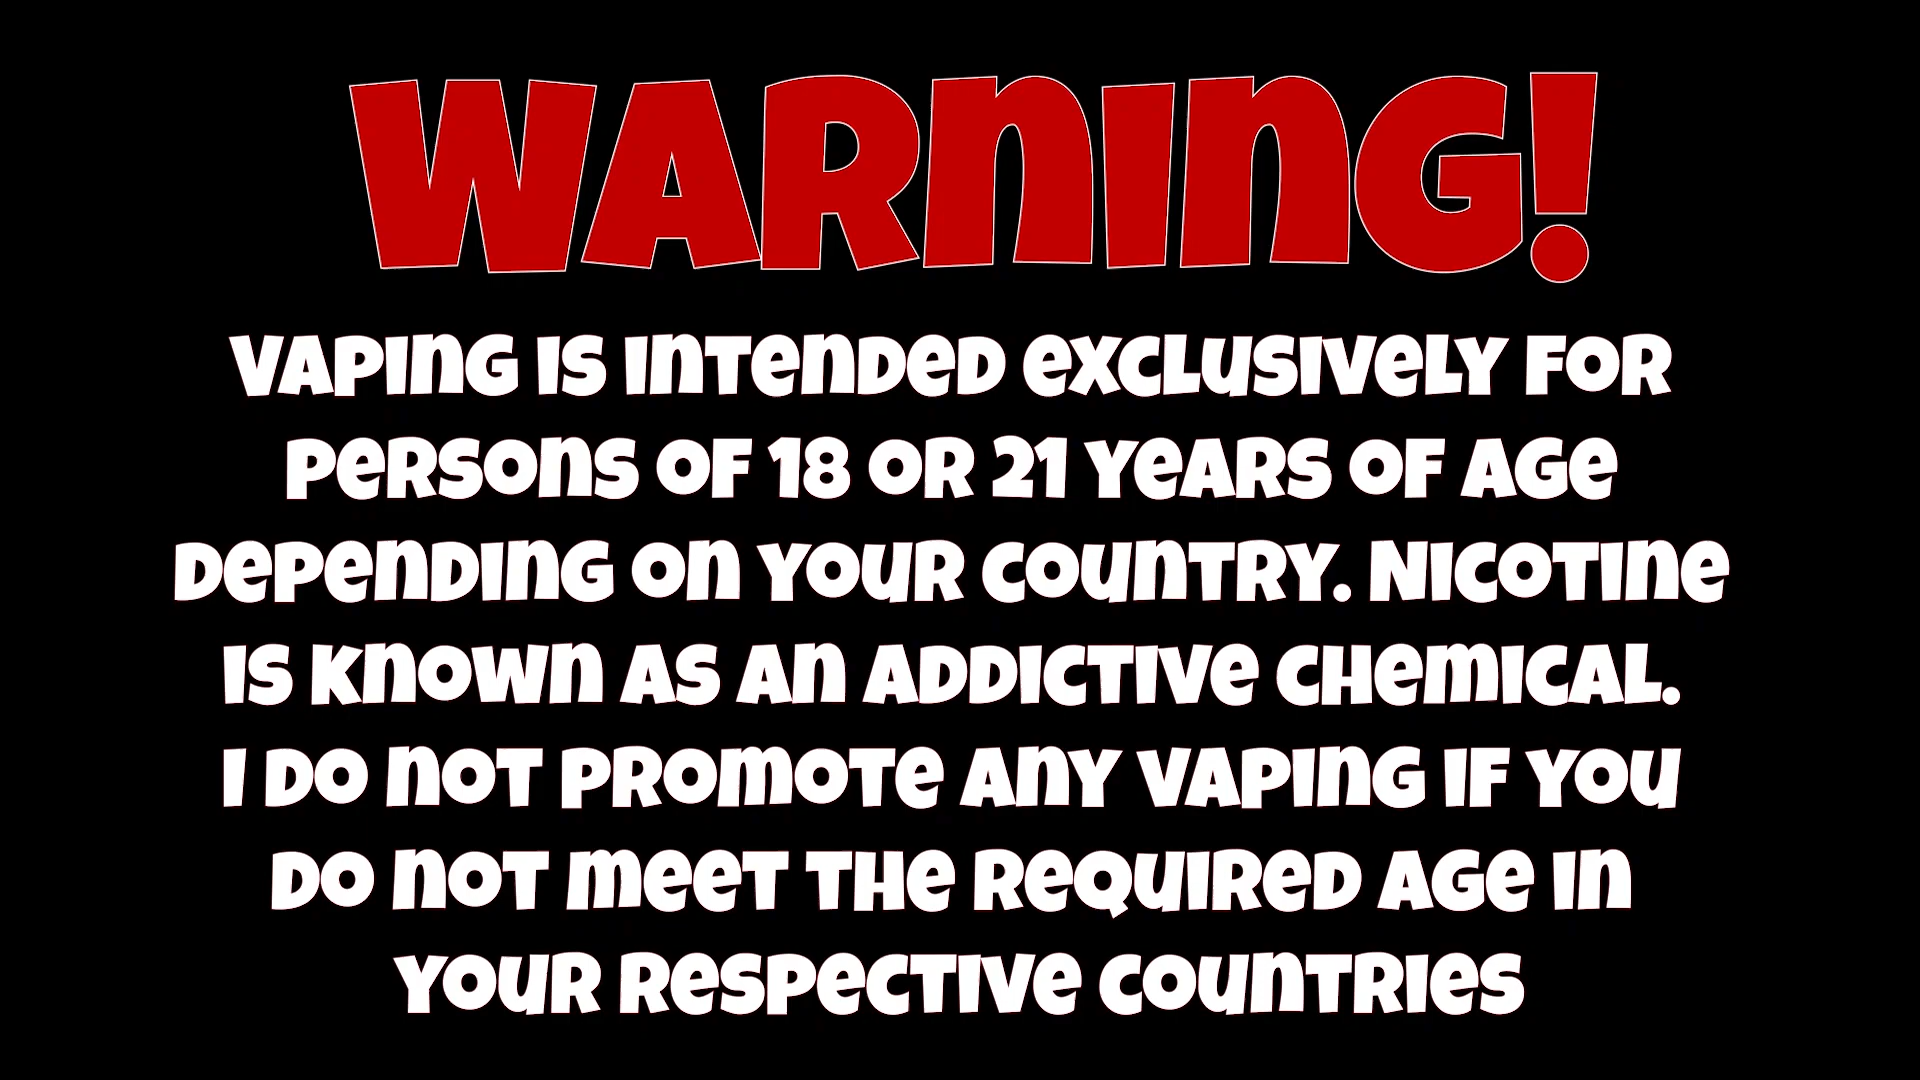 WARNING!
VAPING IS INTENDED EXCLUSIVELY FOR
PERSONS OF 18 OR 21 YEARS OF AGE
DEPENDING ON YOUR COUNTRY. NICOTINE
IS KNOWN AS AN ADDICTIVE CHEMICAL.
I DO NOT PROMOTE ANY VAPING IF YOU
DO NOT MEET THE REQUIRED AGE IN
YOUR RESPECTIVE COUNTRIES